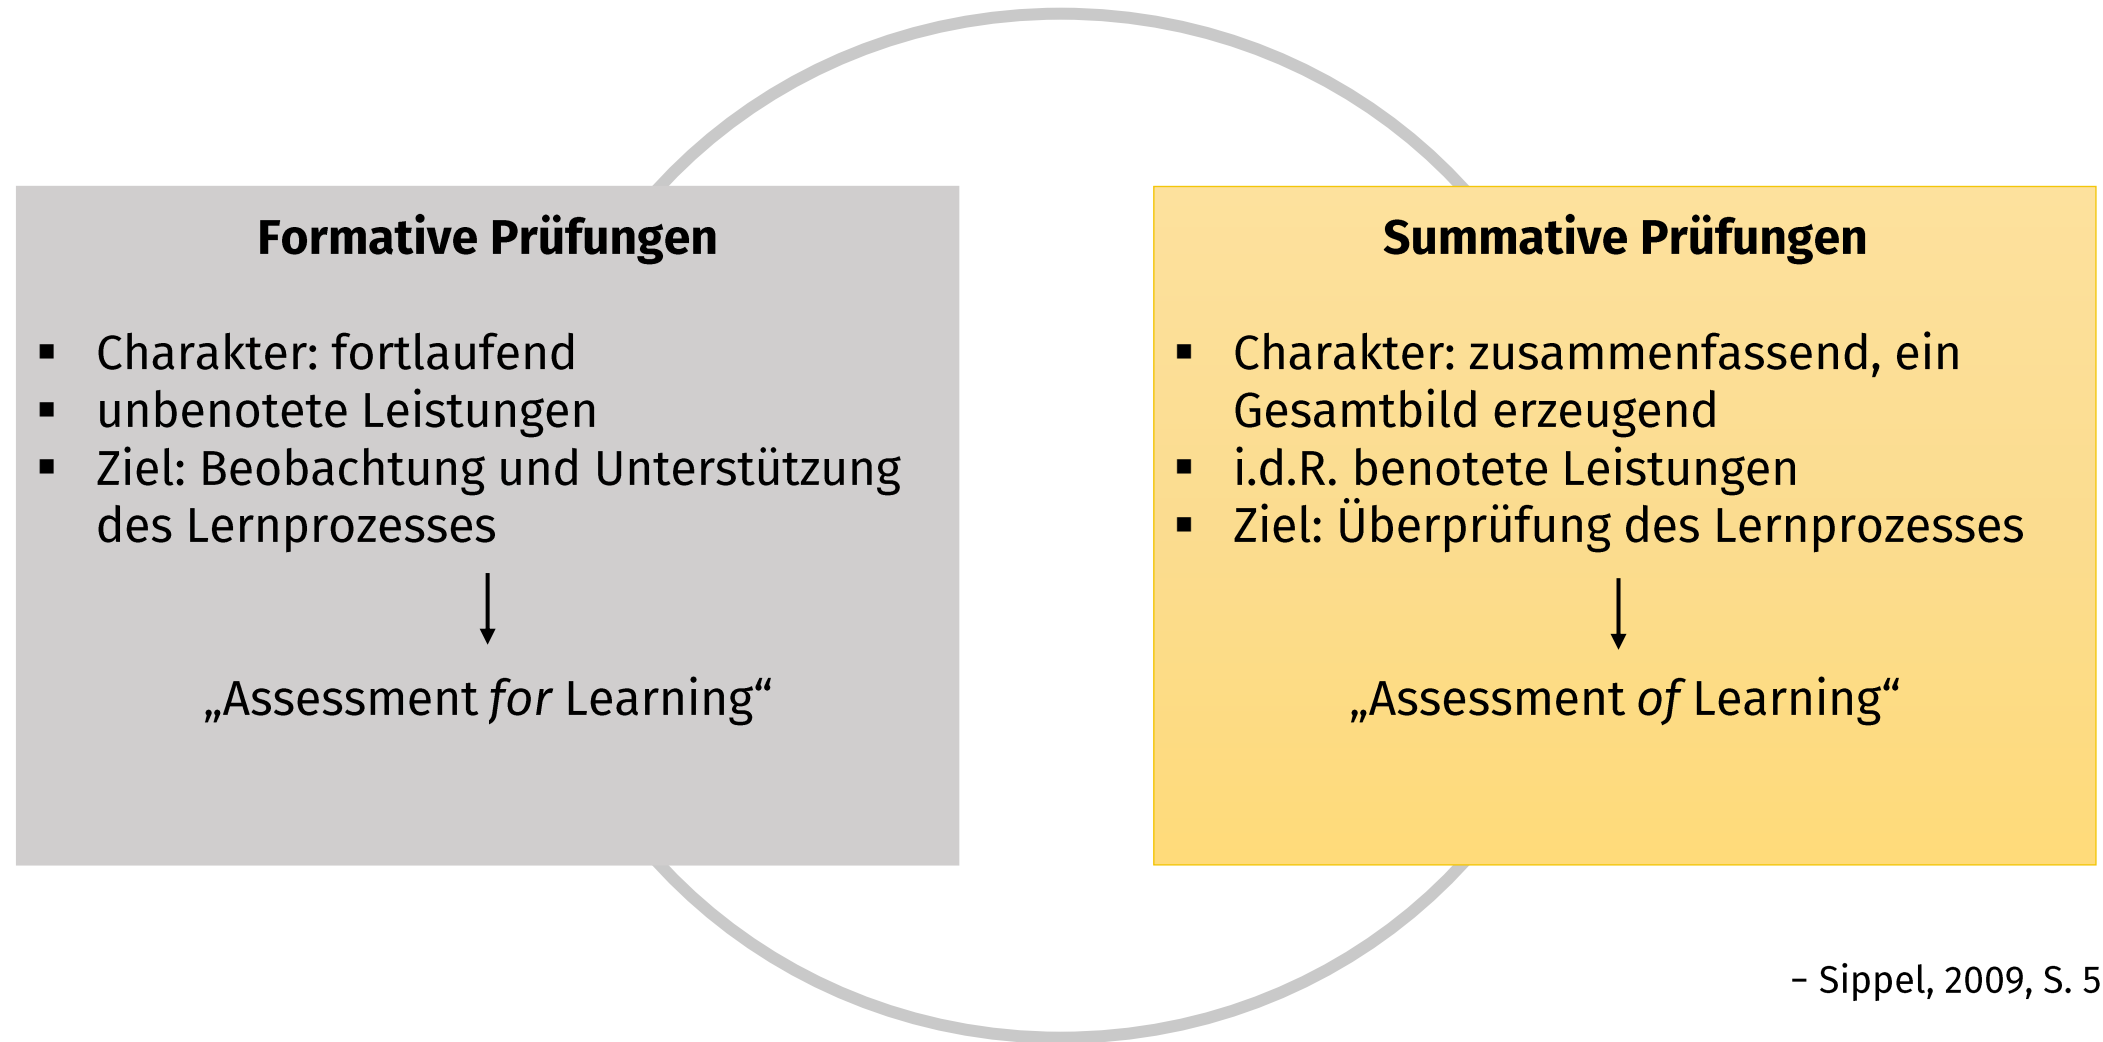 Formative Prüfungen
▪ Charakter: fortlaufend
▪ unbenotete Leistungen
▪ Ziel: Beobachtung und Unterstützung
des Lernprozesses
„Assessment for Learning“
Summative Prüfungen
▪ Charakter: zusammenfassend, ein
Gesamtbild erzeugend
▪ i.d.R. benotete Leistungen
▪ Ziel: Überprüfung des Lernprozesses
„Assessment of Learning“
– Sippel, 2009, S. 5